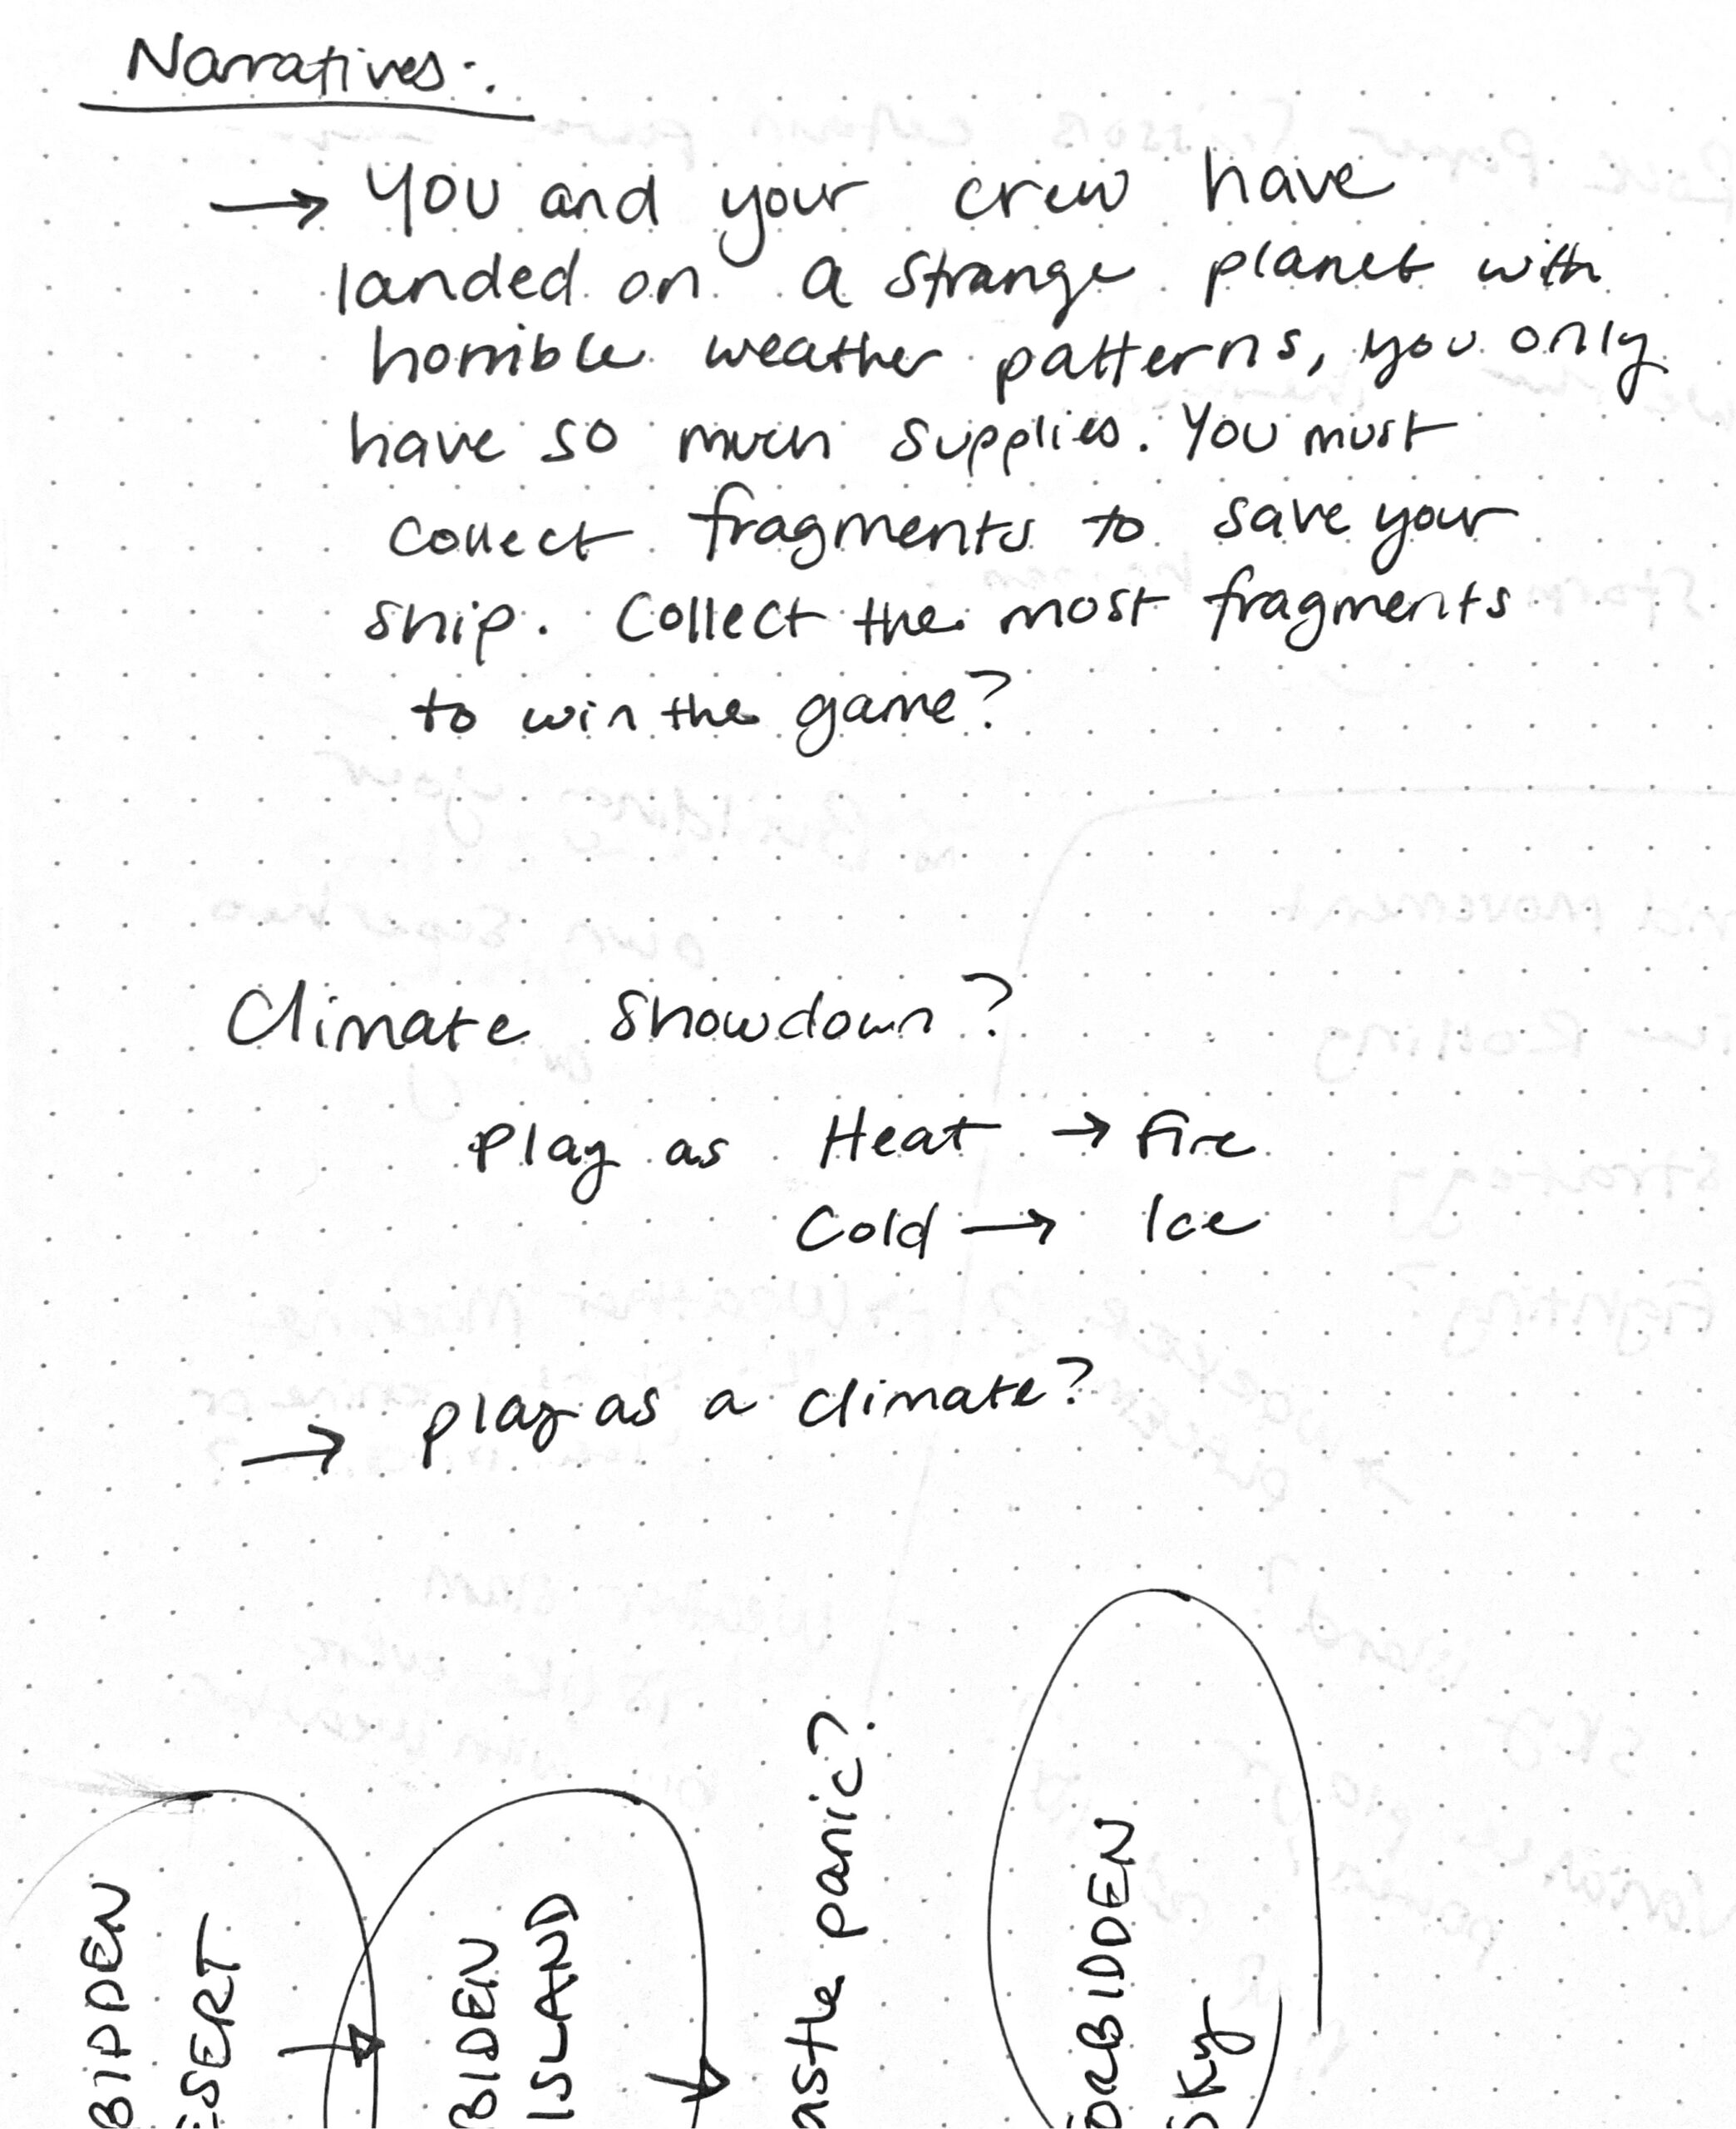 Narratives:
→ You and your crew have
landed on a strange planet with
horrible weather patterns, you only
have so much supplies. You must
collect fragments to save your
ship. Collect the most fragments
to win the game?
Climate Showdown?
Play as Heat → Fire
Cold → Ice
→ play as a climate?
BIDDEN
ESERT
BIDEN
ISLAND
astle panic?
ORBIDDEN
Sky